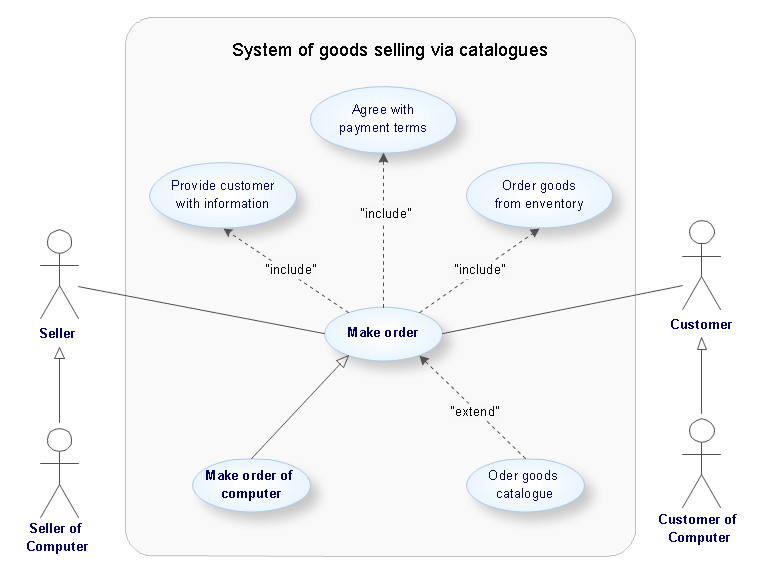 System of goods selling via catalogues
Agree with
payment terms
Provide customer
with information
Order goods
from enventory
"include"
"include"
"include"
Seller
Customer
Make order
"extend"
Make order of
computer
Oder goods
catalogue
Seller of
Computer
Customer of
Computer